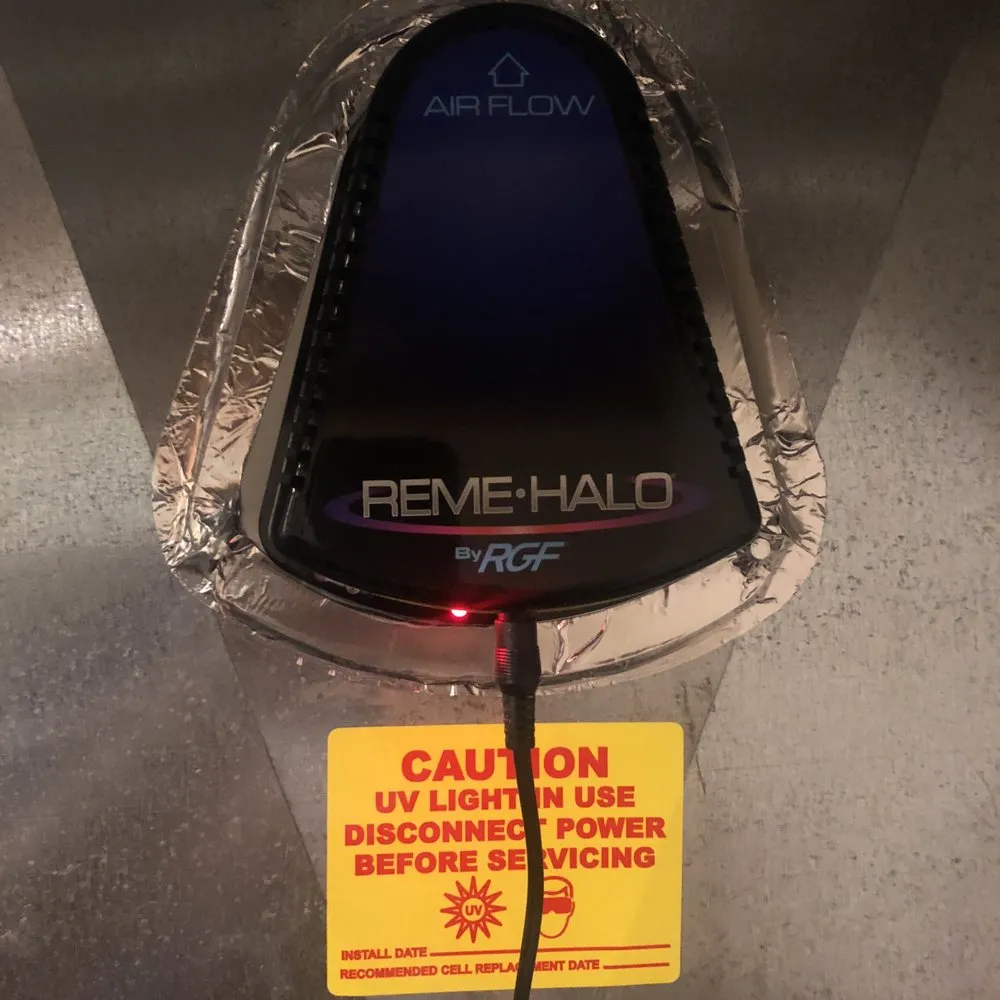 AIR FLOW
REME·HALO
By RGF
CAUTION
UV LIGHT IN USE
DISCONNECT POWER
BEFORE SERVICING
UV
INSTALL DATE
RECOMMENDED CELL REPLACEMENT DATE